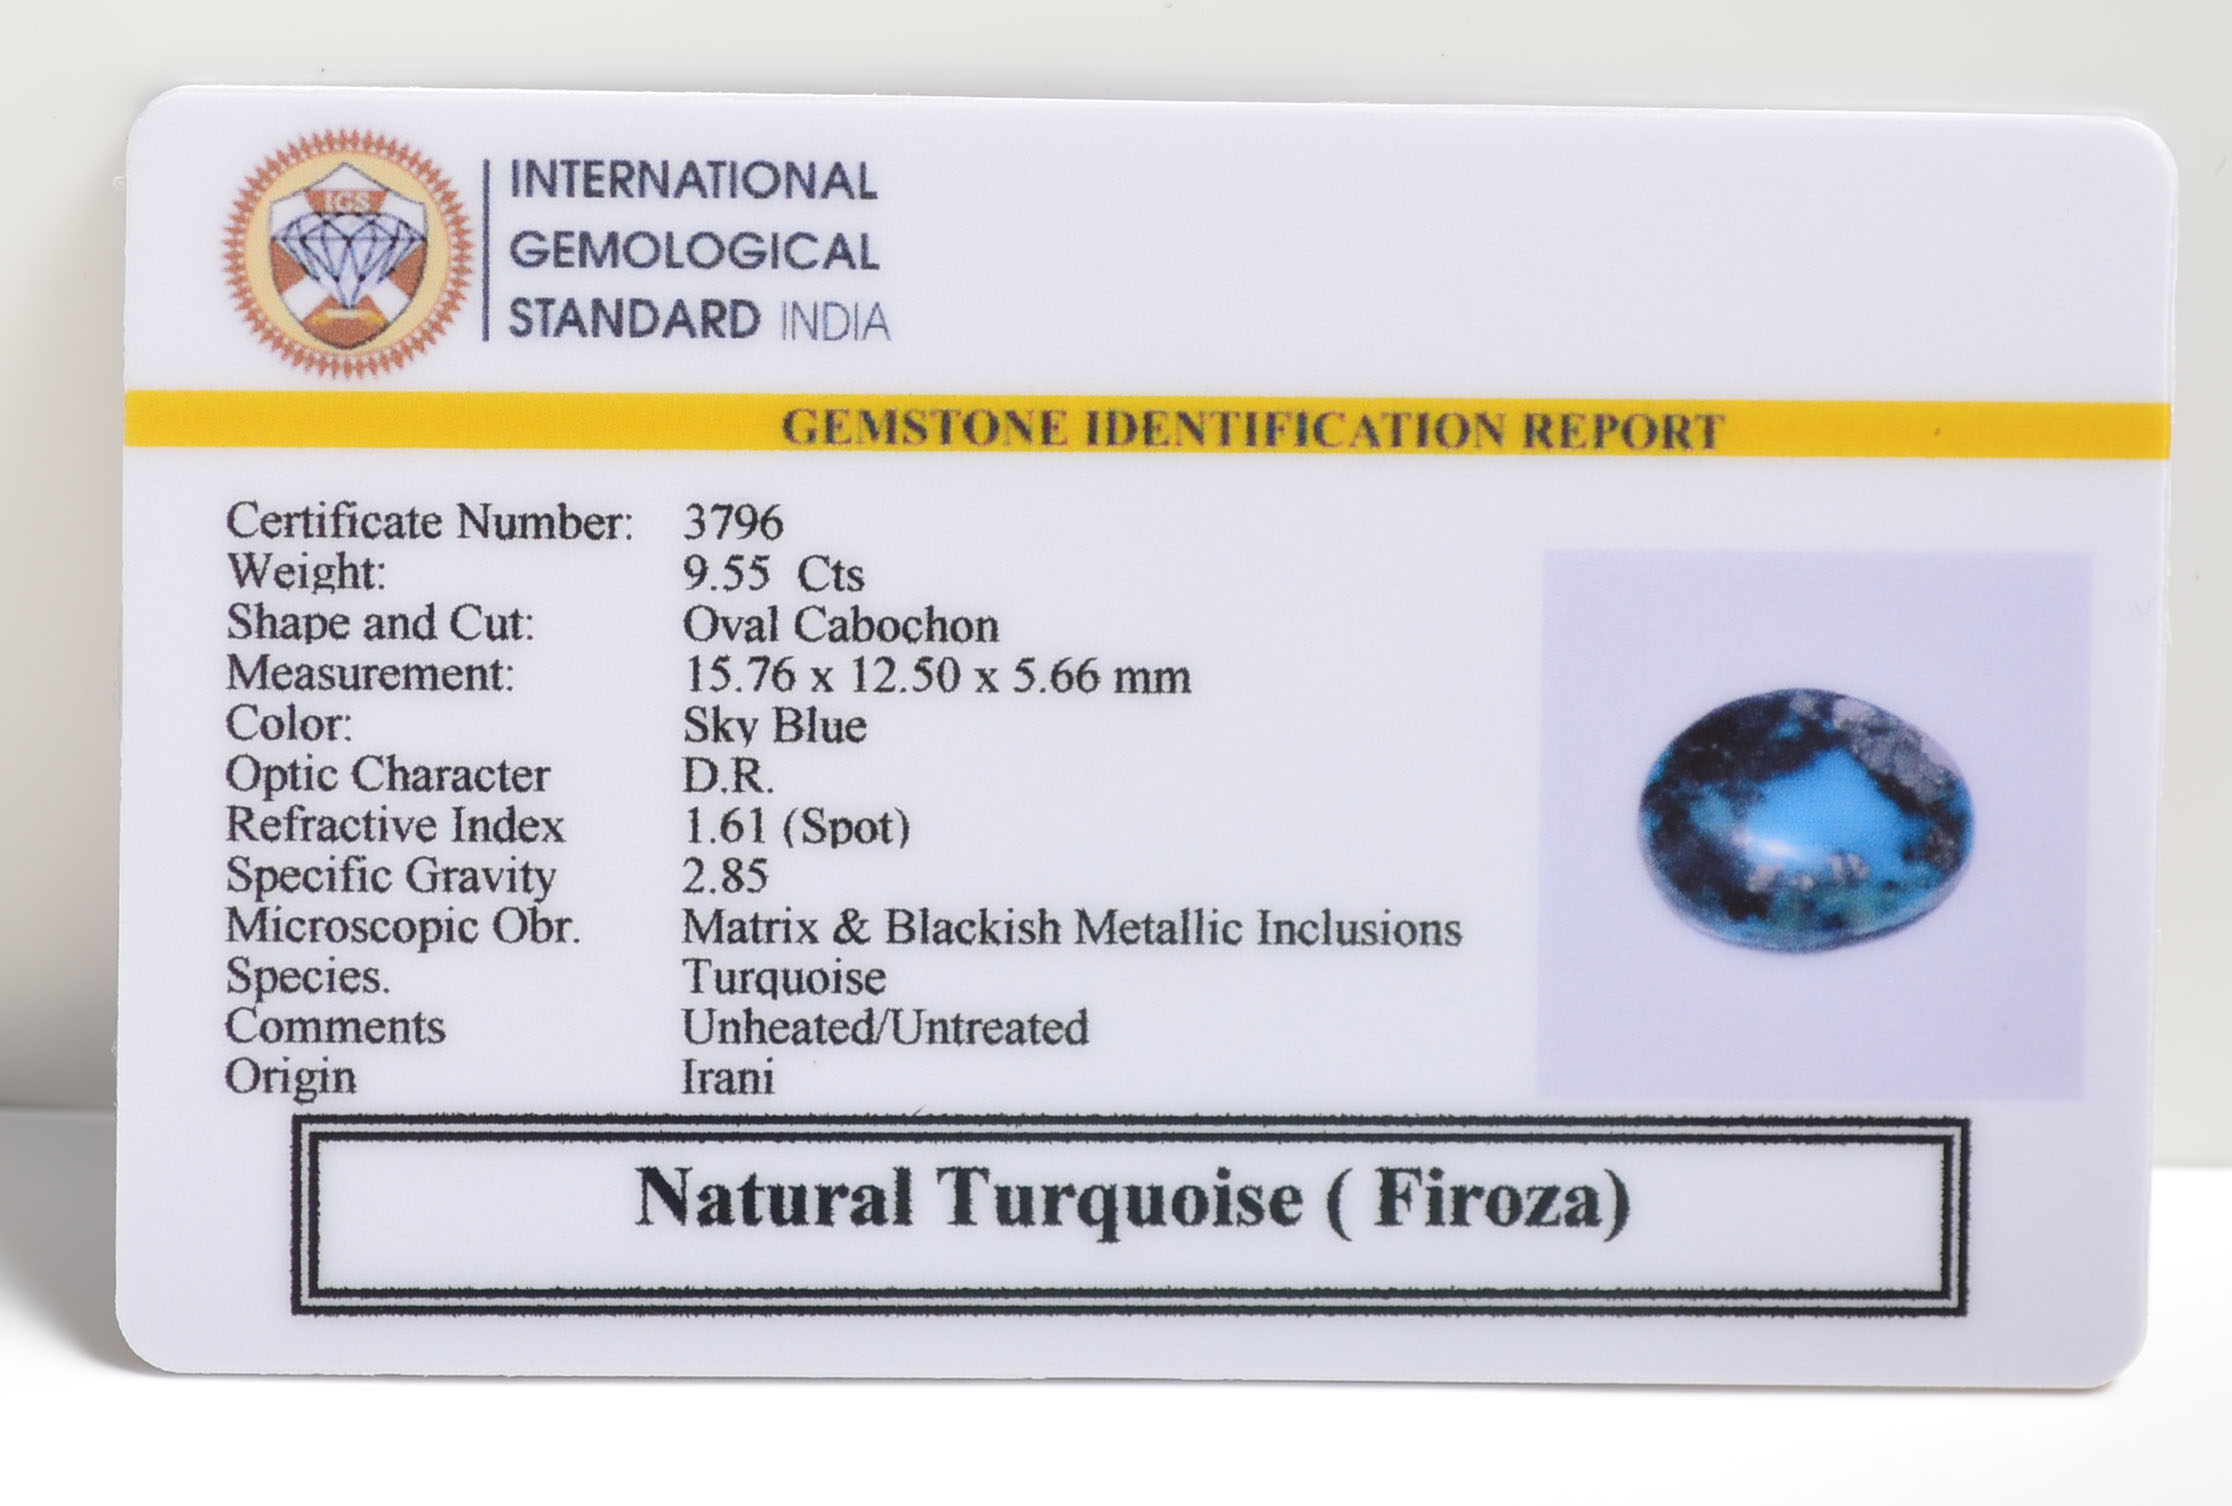 IGS
INTERNATIONAL
GEMOLOGICAL
STANDARD INDIA
GEMSTONE IDENTIFICATION REPORT
Certificate Number: 3796
Weight: 9.55 Cts
Shape and Cut: Oval Cabochon
Measurement: 15.76 x 12.50 x 5.66 mm
Color: Sky Blue
Optic Character D.R.
Refractive Index 1.61 (Spot)
Specific Gravity 2.85
Microscopic Obr. Matrix & Blackish Metallic Inclusions
Species. Turquoise
Comments Unheated/Untreated
Origin Irani
Natural Turquoise ( Firoza)